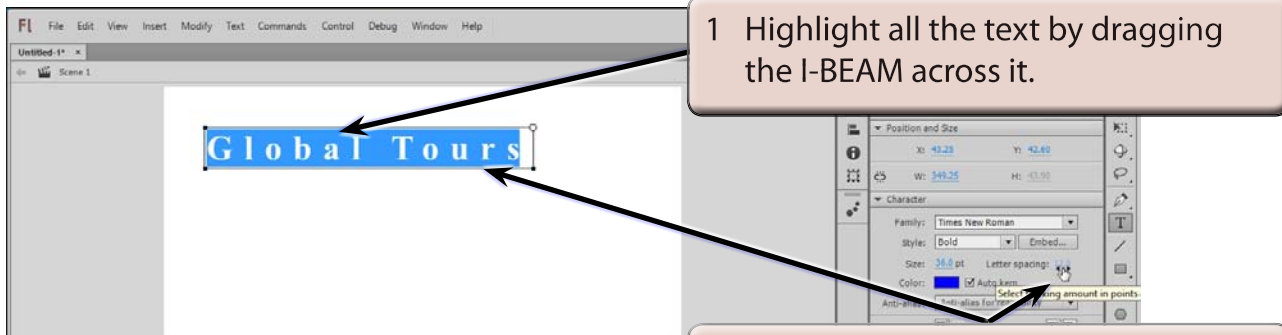 Fl File Edit View Insert Modify Text Commands Control Debug Window Help
Untitled-1* ×
Scene 1
1 Highlight all the text by dragging
the I-BEAM across it.
Global Tours
Position and Size
X: 43.25 Y: 42.60
W: 349.25 H: 43.90
Character
Family: Times New Roman
Style: Bold Embed...
Size: 36.0 pt Letter spacing:
Color: Auto kern
Select amount in points
T